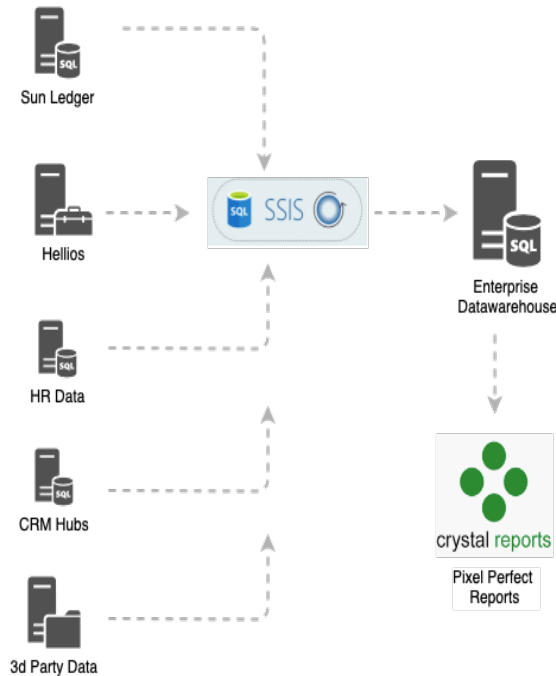 SQL
Sun Ledger
Hellios
SQL SSIS
SQL
Enterprise
Datawarehouse
SQL
HR Data
SQL
CRM Hubs
crystal reports
Pixel Perfect
Reports
3d Party Data